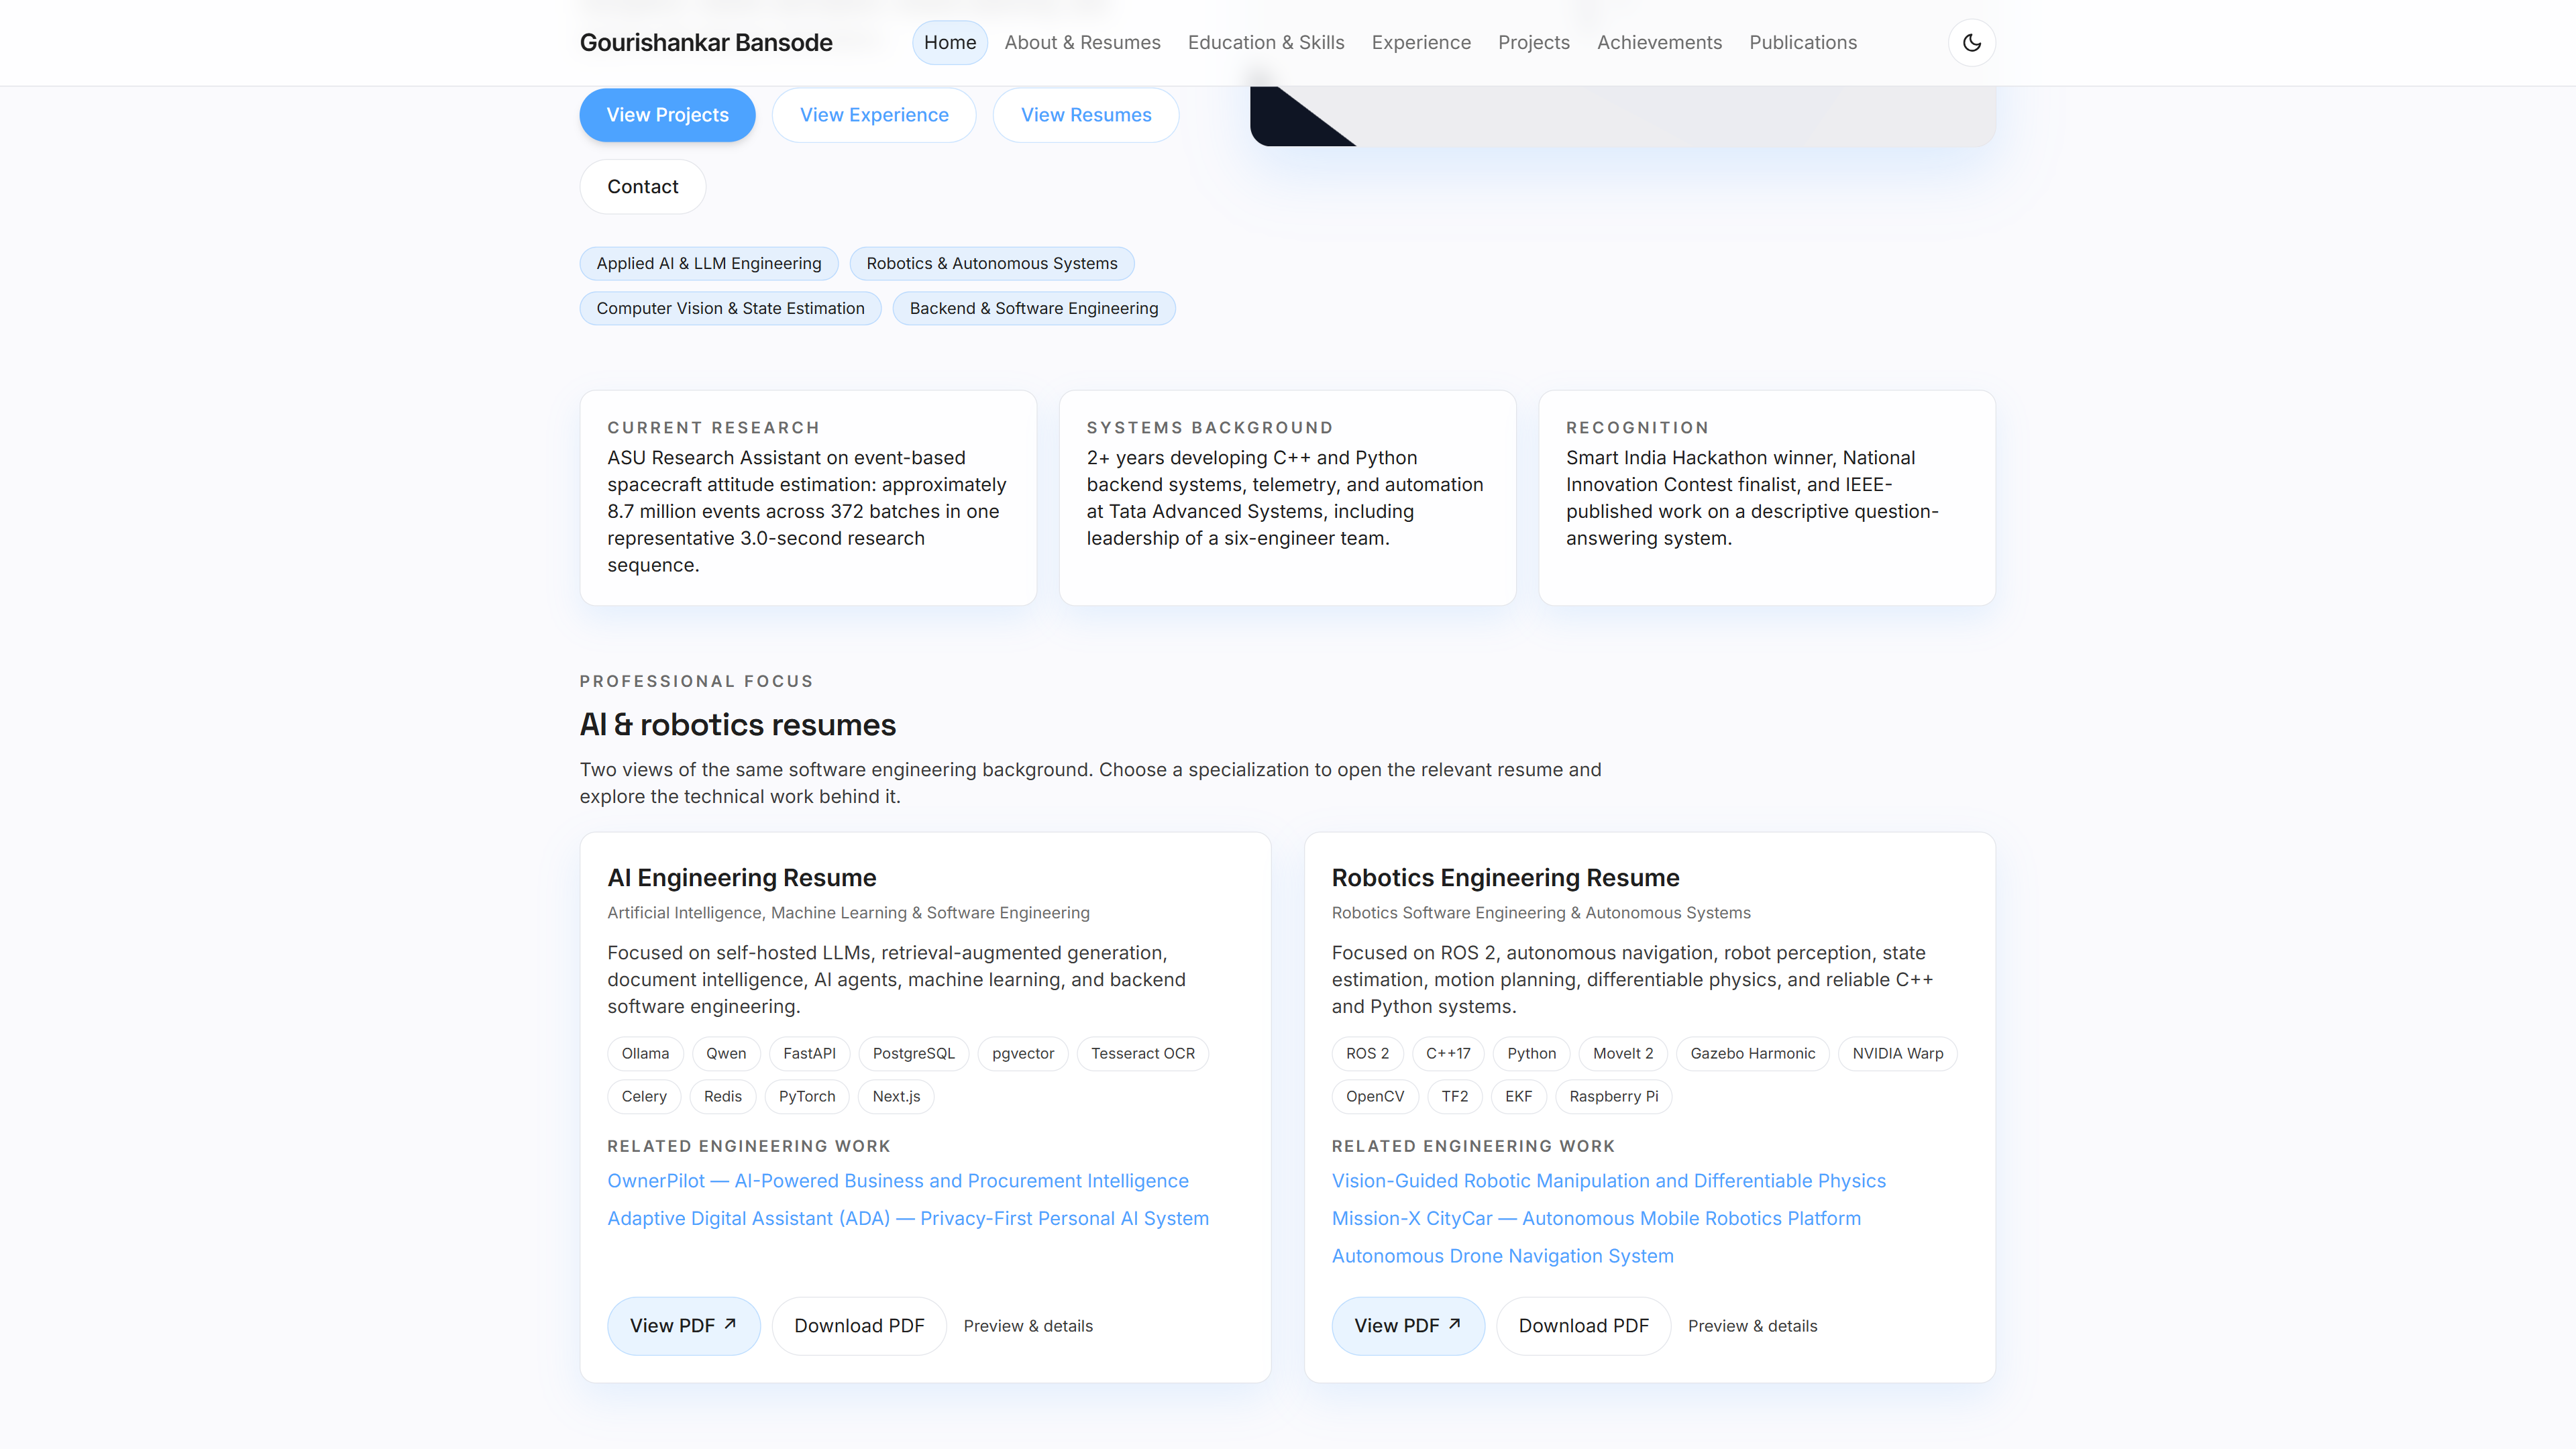 Gourishankar Bansode
Home
About & Resumes
Education & Skills
Experience
Projects
Achievements
Publications
View Projects
View Experience
View Resumes
Contact
Applied AI & LLM Engineering
Robotics & Autonomous Systems
Computer Vision & State Estimation
Backend & Software Engineering
CURRENT RESEARCH
ASU Research Assistant on event-based
spacecraft attitude estimation: approximately
8.7 million events across 372 batches in one
representative 3.0-second research
sequence.
SYSTEMS BACKGROUND
2+ years developing C++ and Python
backend systems, telemetry, and automation
at Tata Advanced Systems, including
leadership of a six-engineer team.
RECOGNITION
Smart India Hackathon winner, National
Innovation Contest finalist, and IEEE-
published work on a descriptive question-
answering system.
PROFESSIONAL FOCUS
AI & robotics resumes
Two views of the same software engineering background. Choose a specialization to open the relevant resume and
explore the technical work behind it.
AI Engineering Resume
Artificial Intelligence, Machine Learning & Software Engineering
Focused on self-hosted LLMs, retrieval-augmented generation,
document intelligence, AI agents, machine learning, and backend
software engineering.
Ollama
Qwen
FastAPI
PostgreSQL
pgvector
Tesseract OCR
Celery
Redis
PyTorch
Next.js
RELATED ENGINEERING WORK
OwnerPilot — AI-Powered Business and Procurement Intelligence
Adaptive Digital Assistant (ADA) — Privacy-First Personal AI System
View PDF ↗
Download PDF
Preview & details
Robotics Engineering Resume
Robotics Software Engineering & Autonomous Systems
Focused on ROS 2, autonomous navigation, robot perception, state
estimation, motion planning, differentiable physics, and reliable C++
and Python systems.
ROS 2
C++17
Python
MoveIt 2
Gazebo Harmonic
NVIDIA Warp
OpenCV
TF2
EKF
Raspberry Pi
RELATED ENGINEERING WORK
Vision-Guided Robotic Manipulation and Differentiable Physics
Mission-X CityCar — Autonomous Mobile Robotics Platform
Autonomous Drone Navigation System
View PDF ↗
Download PDF
Preview & details